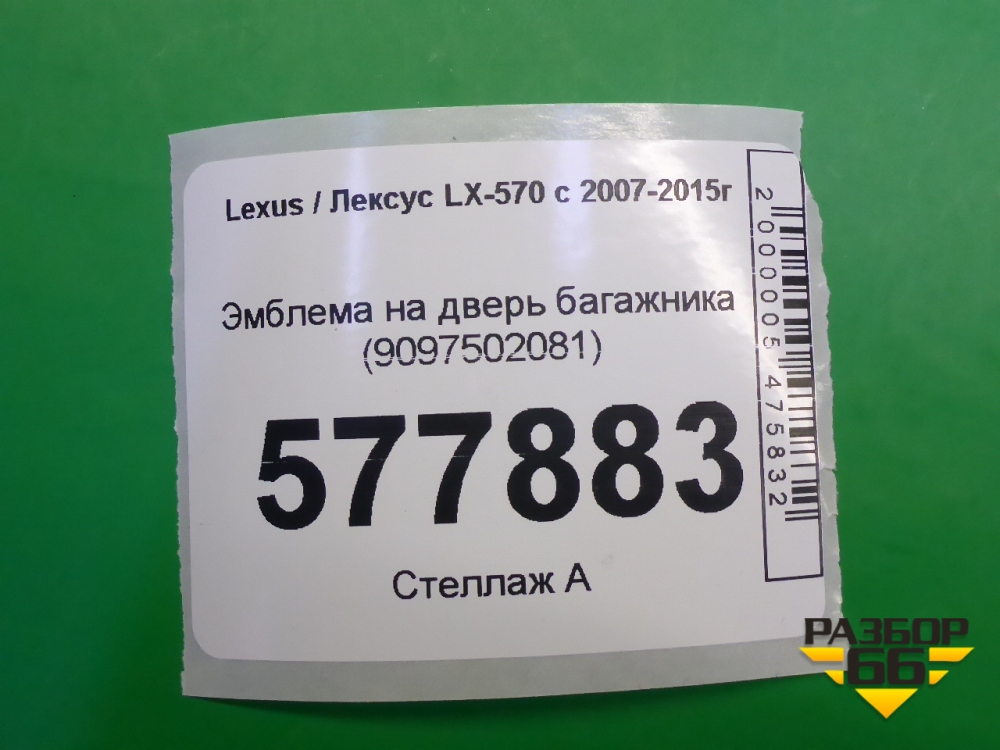 Lexus / Лексус LX-570 с 2007-2015г
Эмблема на дверь багажника
(9097502081)
577883
Стеллаж А
2000005475832
РАЗБОР
66